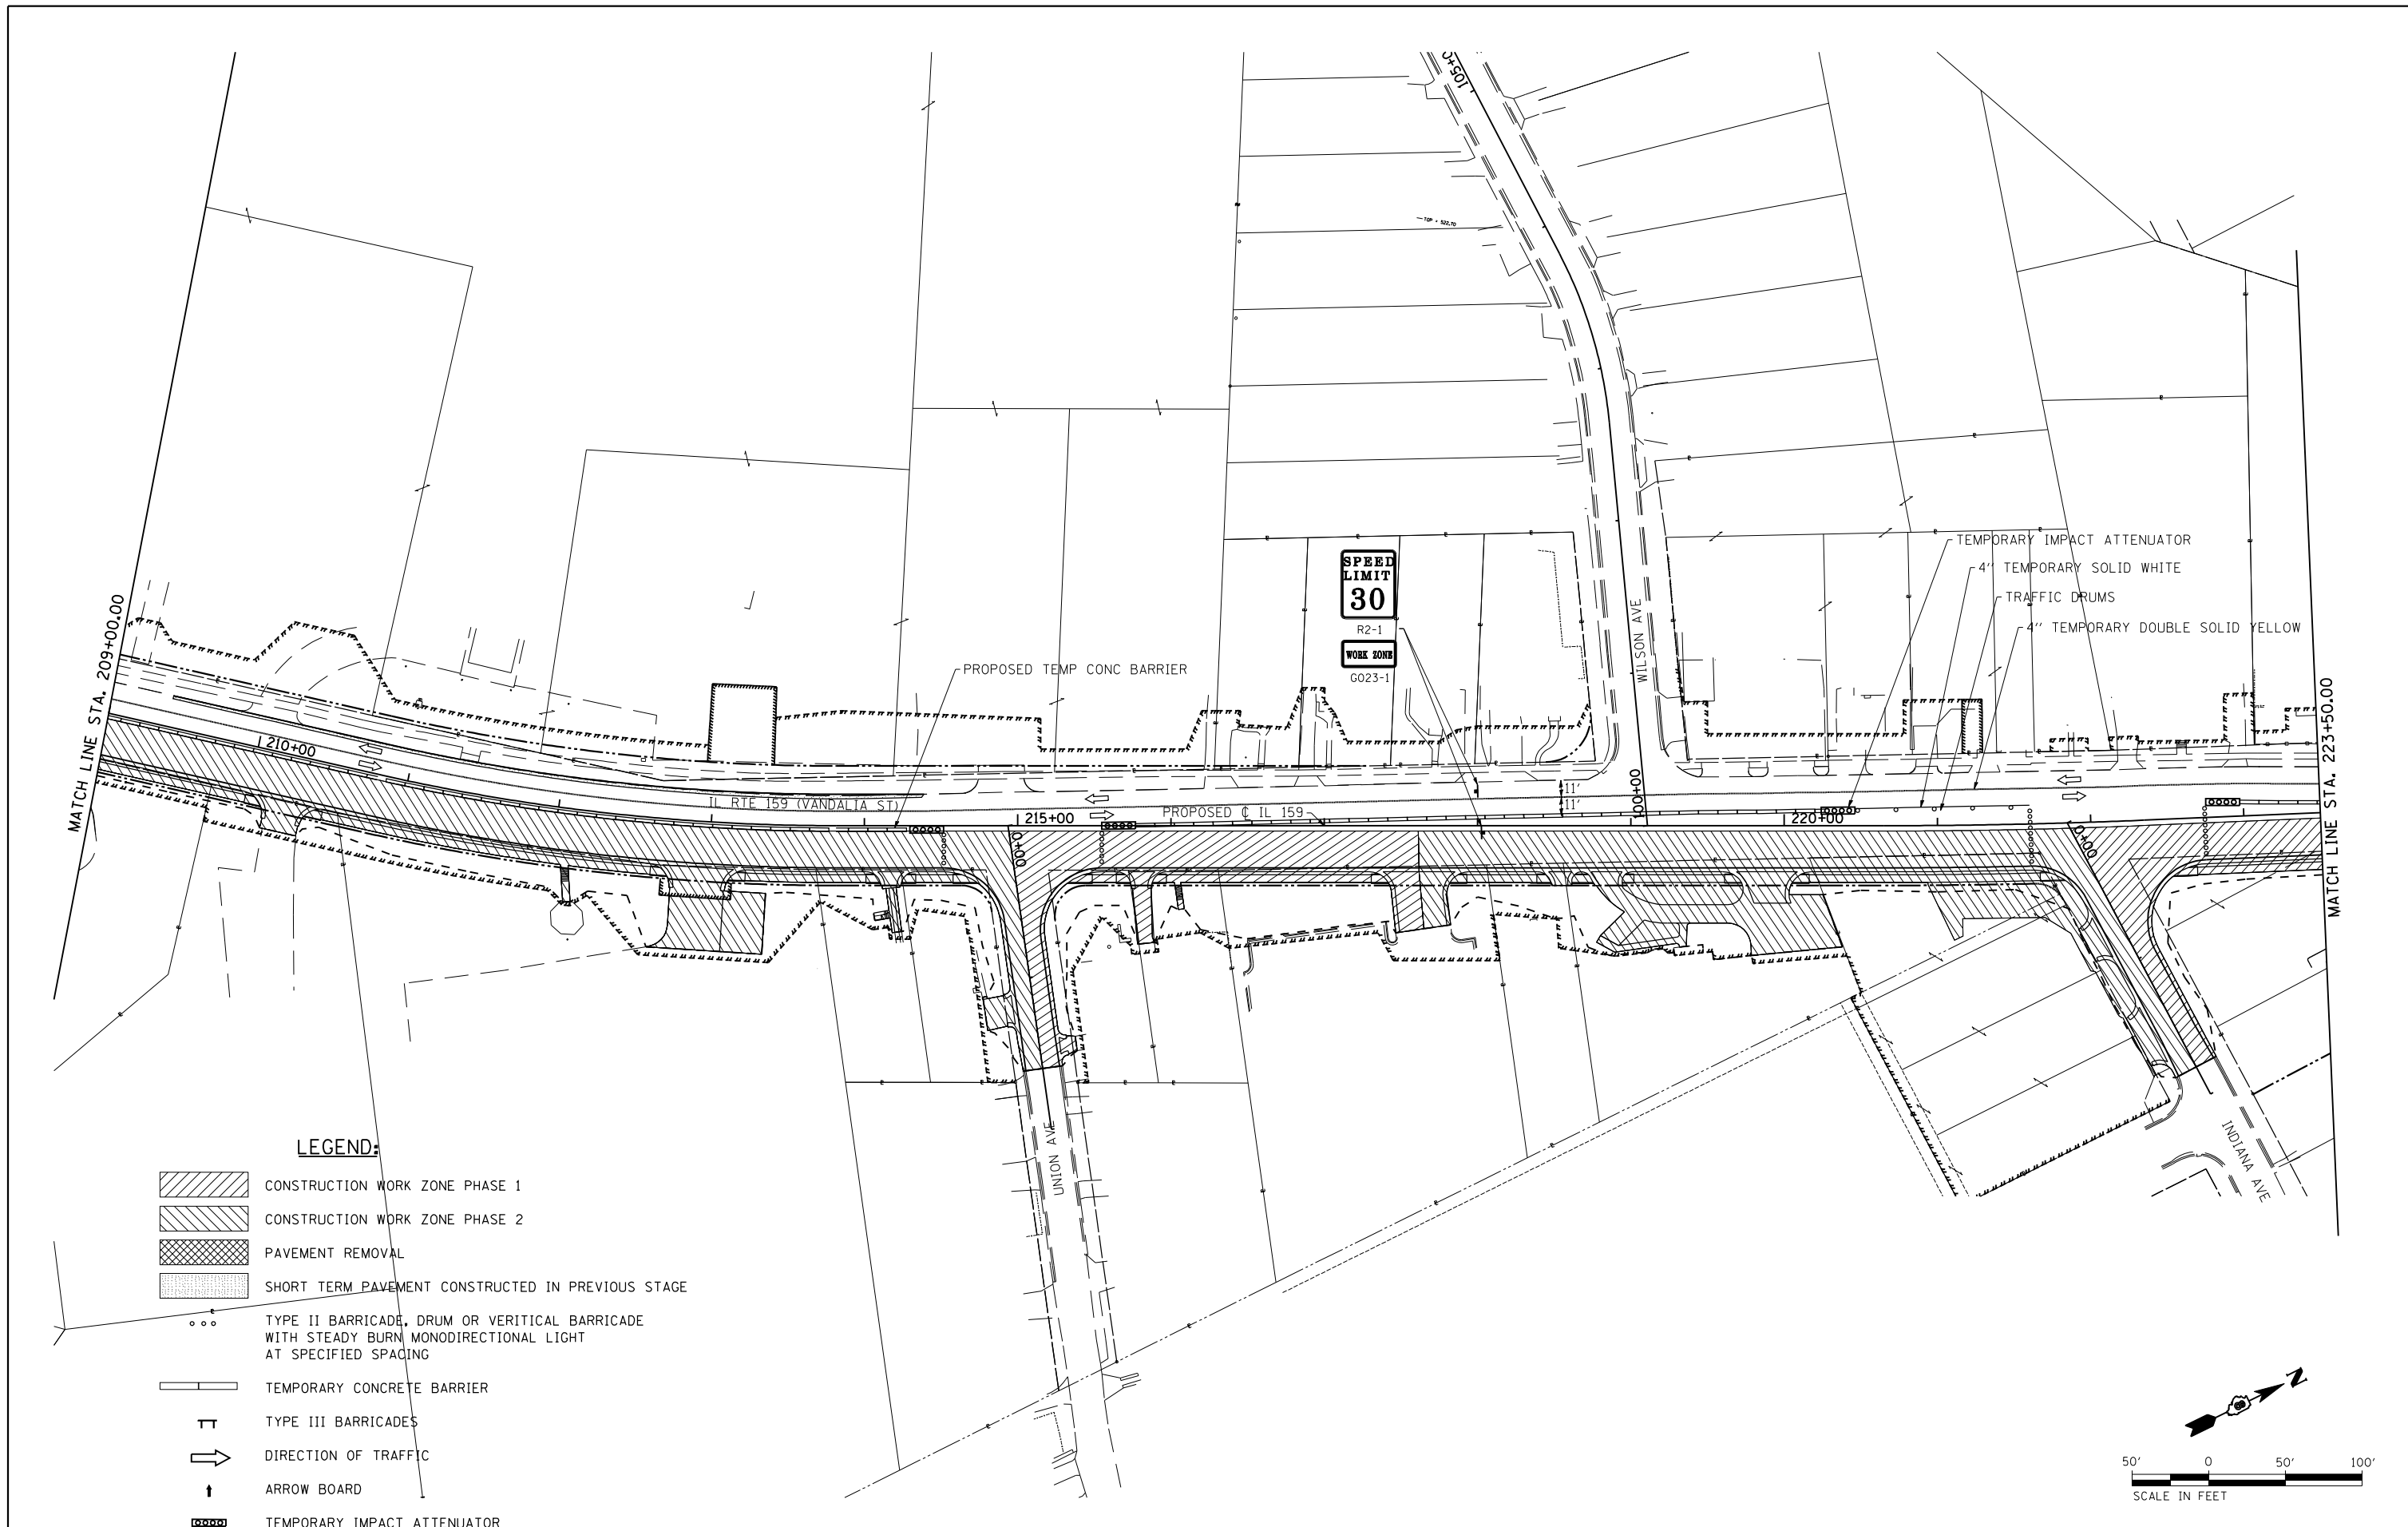 105+0
TOP = 522.70
TEMPORARY IMPACT ATTENUATOR
4" TEMPORARY SOLID WHITE
TRAFFIC DRUMS
4" TEMPORARY DOUBLE SOLID YELLOW
SPEED
LIMIT
30
R2-1
WORK ZONE
G023-1
WILSON AVE
MATCH LINE STA. 209+00.00
PROPOSED TEMP CONC BARRIER
210+00
IL RTE 159 (VANDALIA ST)
215+00
0+00
PROPOSED ℄ IL 159
11'
11'
100+00
220+00
0+00
MATCH LINE STA. 223+50.00
UNION AVE
INDIANA AVE
LEGEND:
CONSTRUCTION WORK ZONE PHASE 1
CONSTRUCTION WORK ZONE PHASE 2
PAVEMENT REMOVAL
SHORT TERM PAVEMENT CONSTRUCTED IN PREVIOUS STAGE
TYPE II BARRICADE, DRUM OR VERITICAL BARRICADE
WITH STEADY BURN MONODIRECTIONAL LIGHT
AT SPECIFIED SPACING
TEMPORARY CONCRETE BARRIER
TYPE III BARRICADES
DIRECTION OF TRAFFIC
ARROW BOARD
TEMPORARY IMPACT ATTENUATOR
N
50' 0 50' 100'
SCALE IN FEET